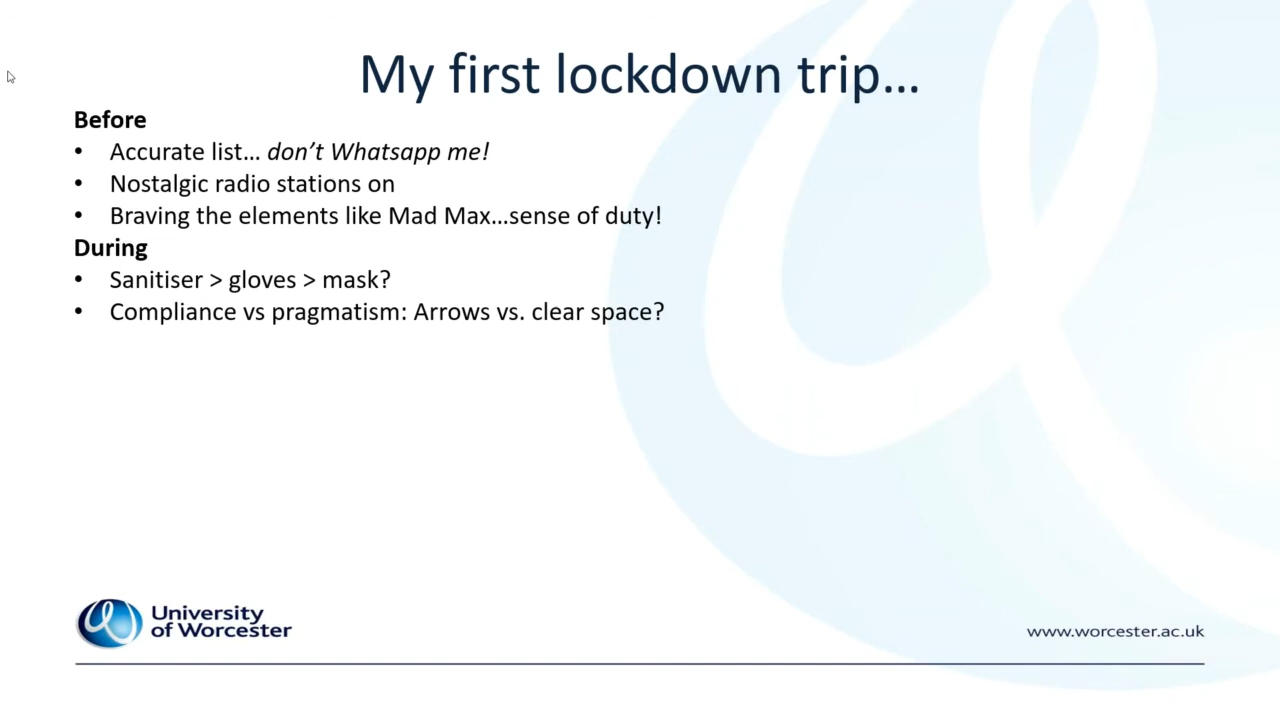 My first lockdown trip…
Before
• Accurate list… don’t Whatsapp me!
• Nostalgic radio stations on
• Braving the elements like Mad Max…sense of duty!
During
• Sanitiser > gloves > mask?
• Compliance vs pragmatism: Arrows vs. clear space?
University
of Worcester
www.worcester.ac.uk